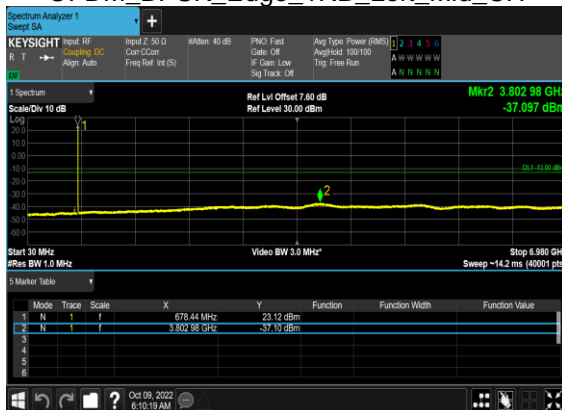 Spectrum Analyzer 1
Swept SA
+
KEYSIGHT Input: RF Input Z: 50 Ω #Atten: 40 dB PNO: Fast Avg Type: Power (RMS) 1 2 3 4 5 6
R T Coupling: DC Corr CCorr Gate: Off Avg|Hold: 100/100 A W W W W W
Align: Auto Freq Ref: Int (S) IF Gain: Low Trig: Free Run
Sig Track: Off A N N N N N
1 Spectrum Ref Lvl Offset 7.60 dB Mkr2 3.802 98 GHz
Scale/Div 10 dB Ref Level 30.00 dBm -37.097 dBm
Log
20.0
10.0
0.00
-10.0
DL1 -13.00 dBm
-20.0
-30.0
-40.0
-50.0
-60.0
1
2
Start 30 MHz Video BW 3.0 MHz* Stop 6.980 GHz
#Res BW 1.0 MHz Sweep ~14.2 ms (40001 pts)
5 Marker Table
Mode Trace Scale X Y Function Function Width Function Value
1 N 1 f 678.44 MHz 23.12 dBm
2 N 1 f 3.802 98 GHz -37.10 dBm
3
4
5
6
? Oct 09, 2022
6:10:19 AM